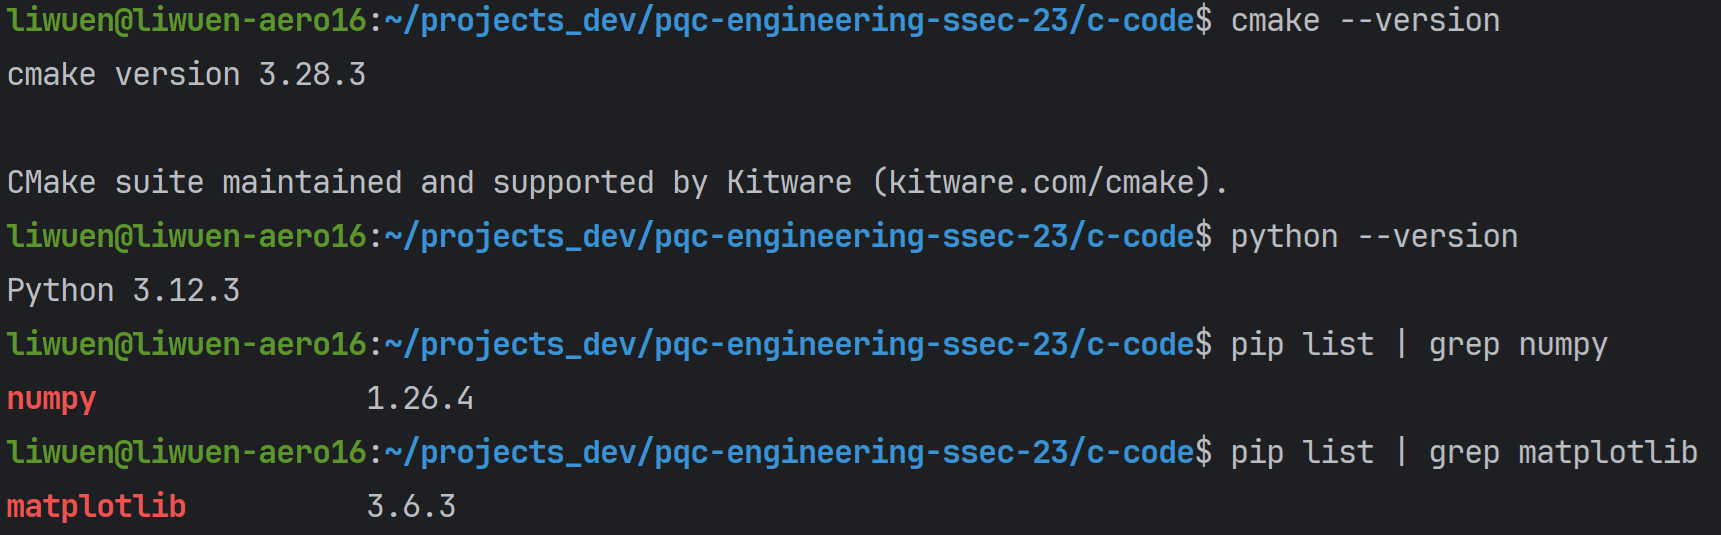 liwuen@liwuen-aero16:~/projects_dev/pqc-engineering-ssec-23/c-code$ cmake --version
cmake version 3.28.3
CMake suite maintained and supported by Kitware (kitware.com/cmake).
liwuen@liwuen-aero16:~/projects_dev/pqc-engineering-ssec-23/c-code$ python --version
Python 3.12.3
liwuen@liwuen-aero16:~/projects_dev/pqc-engineering-ssec-23/c-code$ pip list | grep numpy
numpy               1.26.4
liwuen@liwuen-aero16:~/projects_dev/pqc-engineering-ssec-23/c-code$ pip list | grep matplotlib
matplotlib          3.6.3